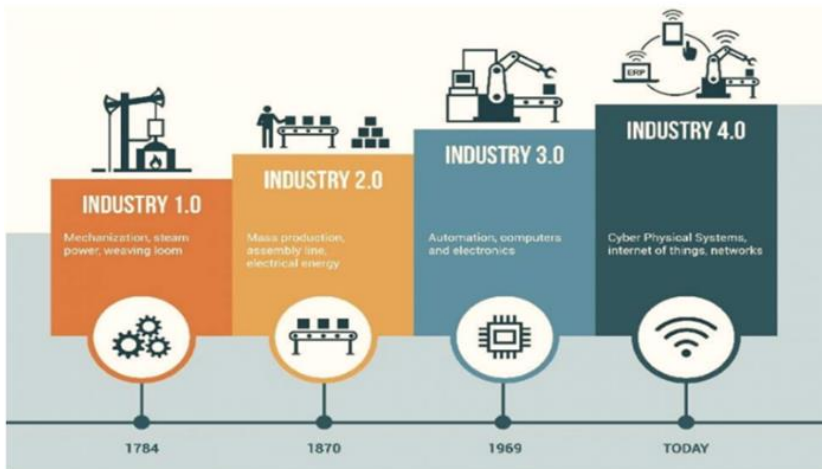 ERP
INDUSTRY 1.0
Mechanization, steam
power, weaving loom
INDUSTRY 2.0
Mass production,
assembly line,
electrical energy
INDUSTRY 3.0
Automation, computers
and electronics
INDUSTRY 4.0
Cyber Physical Systems,
internet of things, networks
1784
1870
1969
TODAY